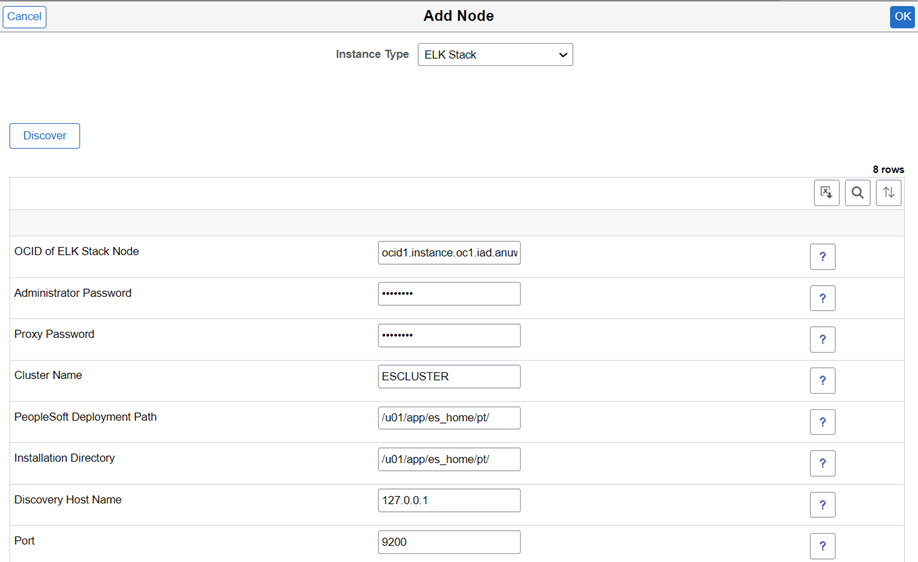 Cancel Add Node OK
Instance Type ELK Stack
Discover
8 rows
OCID of ELK Stack Node ocid1.instance.oc1.iad.anuw ?
Administrator Password •••••••• ?
Proxy Password •••••••• ?
Cluster Name ESCLUSTER ?
PeopleSoft Deployment Path /u01/app/es_home/pt/ ?
Installation Directory /u01/app/es_home/pt/ ?
Discovery Host Name 127.0.0.1 ?
Port 9200 ?